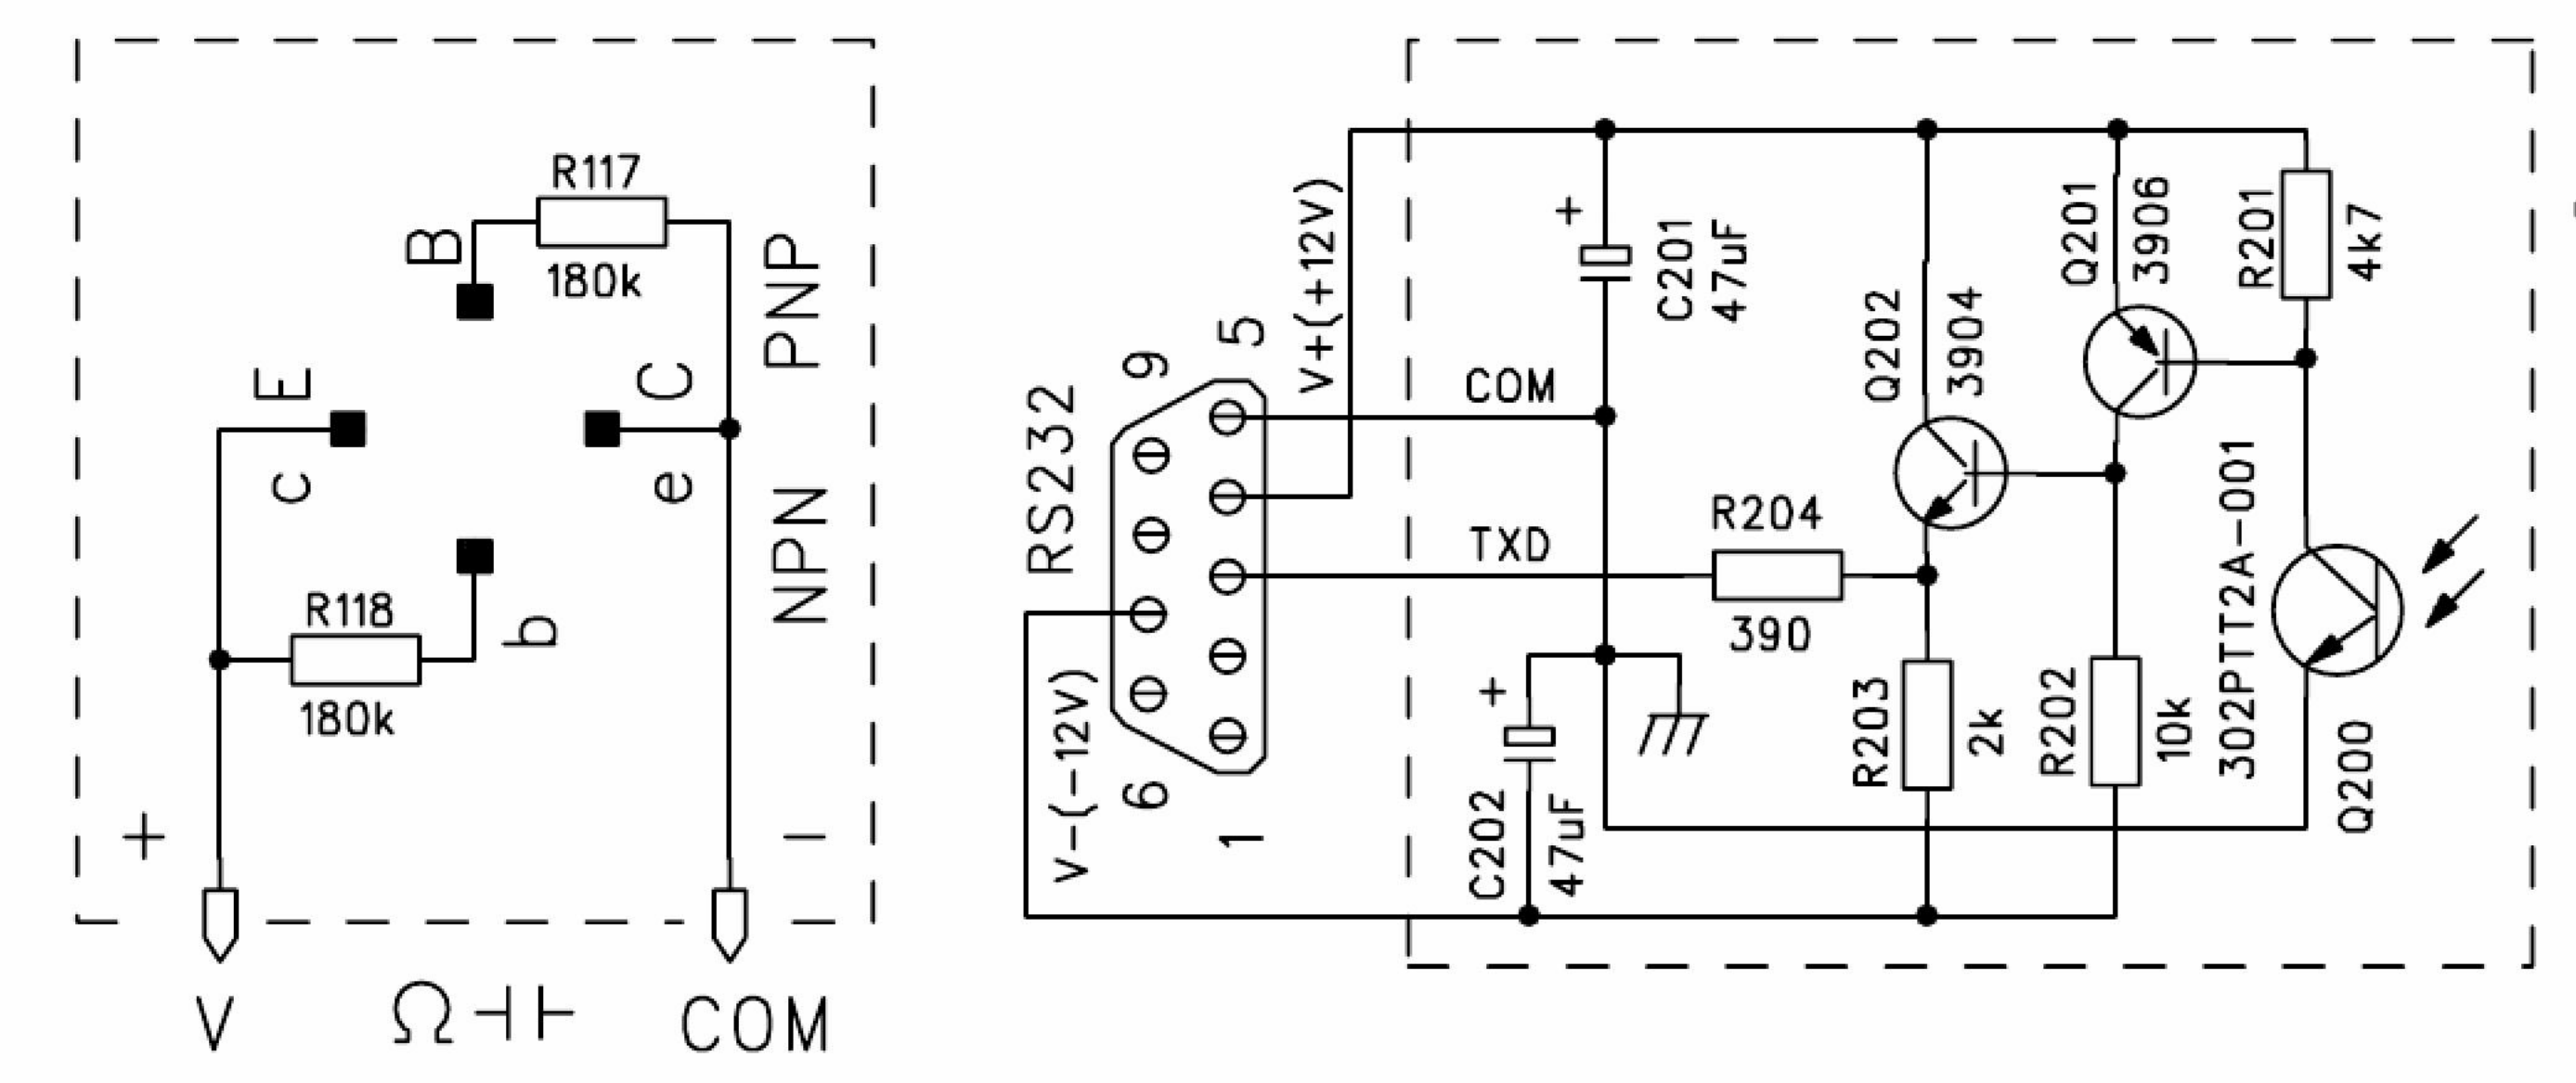 R117
180k
B
PNP
E
C
c
e
NPN
R118
180k
b
+
−
V
Ω
COM
RS232
9
5
6
1
V+(+12V)
V-(-12V)
COM
TXD
+
C201
47uF
+
C202
47uF
R204
390
Q202
3904
Q201
3906
R201
4k7
R203
2k
R202
10k
302PTT2A-001
Q200